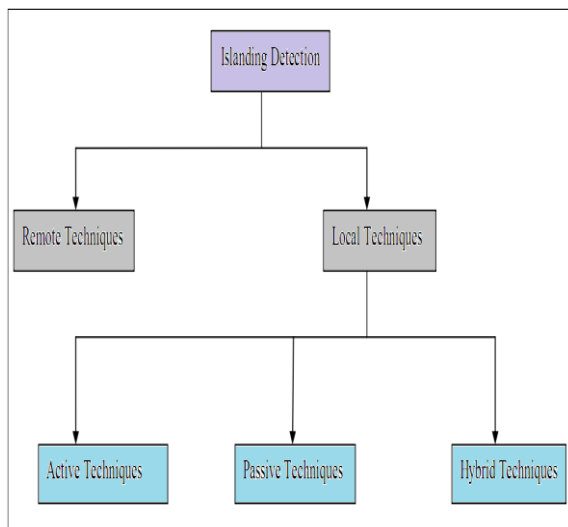 Islanding Detection
Remote Techniques
Local Techniques
Active Techniques
Passive Techniques
Hybrid Techniques